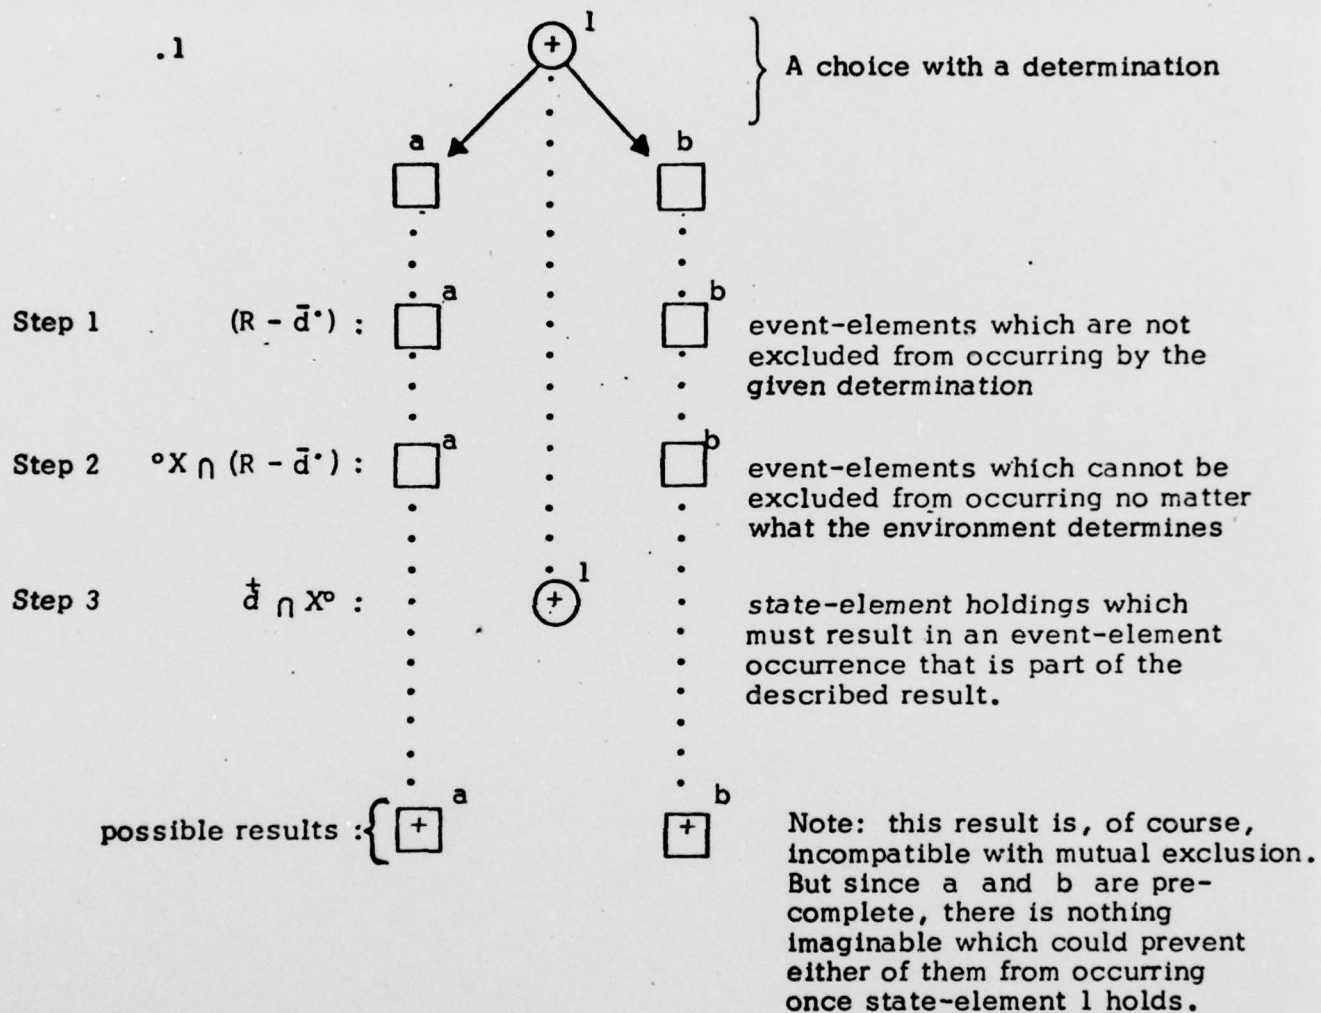 .1
+ 1
A choice with a determination
a b
Step 1 (R - d̄˙) : a b
event-elements which are not
excluded from occurring by the
given determination
Step 2 °X ∩ (R - d̄˙) : a b
event-elements which cannot be
excluded from occurring no matter
what the environment determines
Step 3 d⁺ ∩ X° : + 1
state-element holdings which
must result in an event-element
occurrence that is part of the
described result.
possible results :{ + a + b
Note: this result is, of course,
incompatible with mutual exclusion.
But since a and b are pre-
complete, there is nothing
imaginable which could prevent
either of them from occurring
once state-element 1 holds.